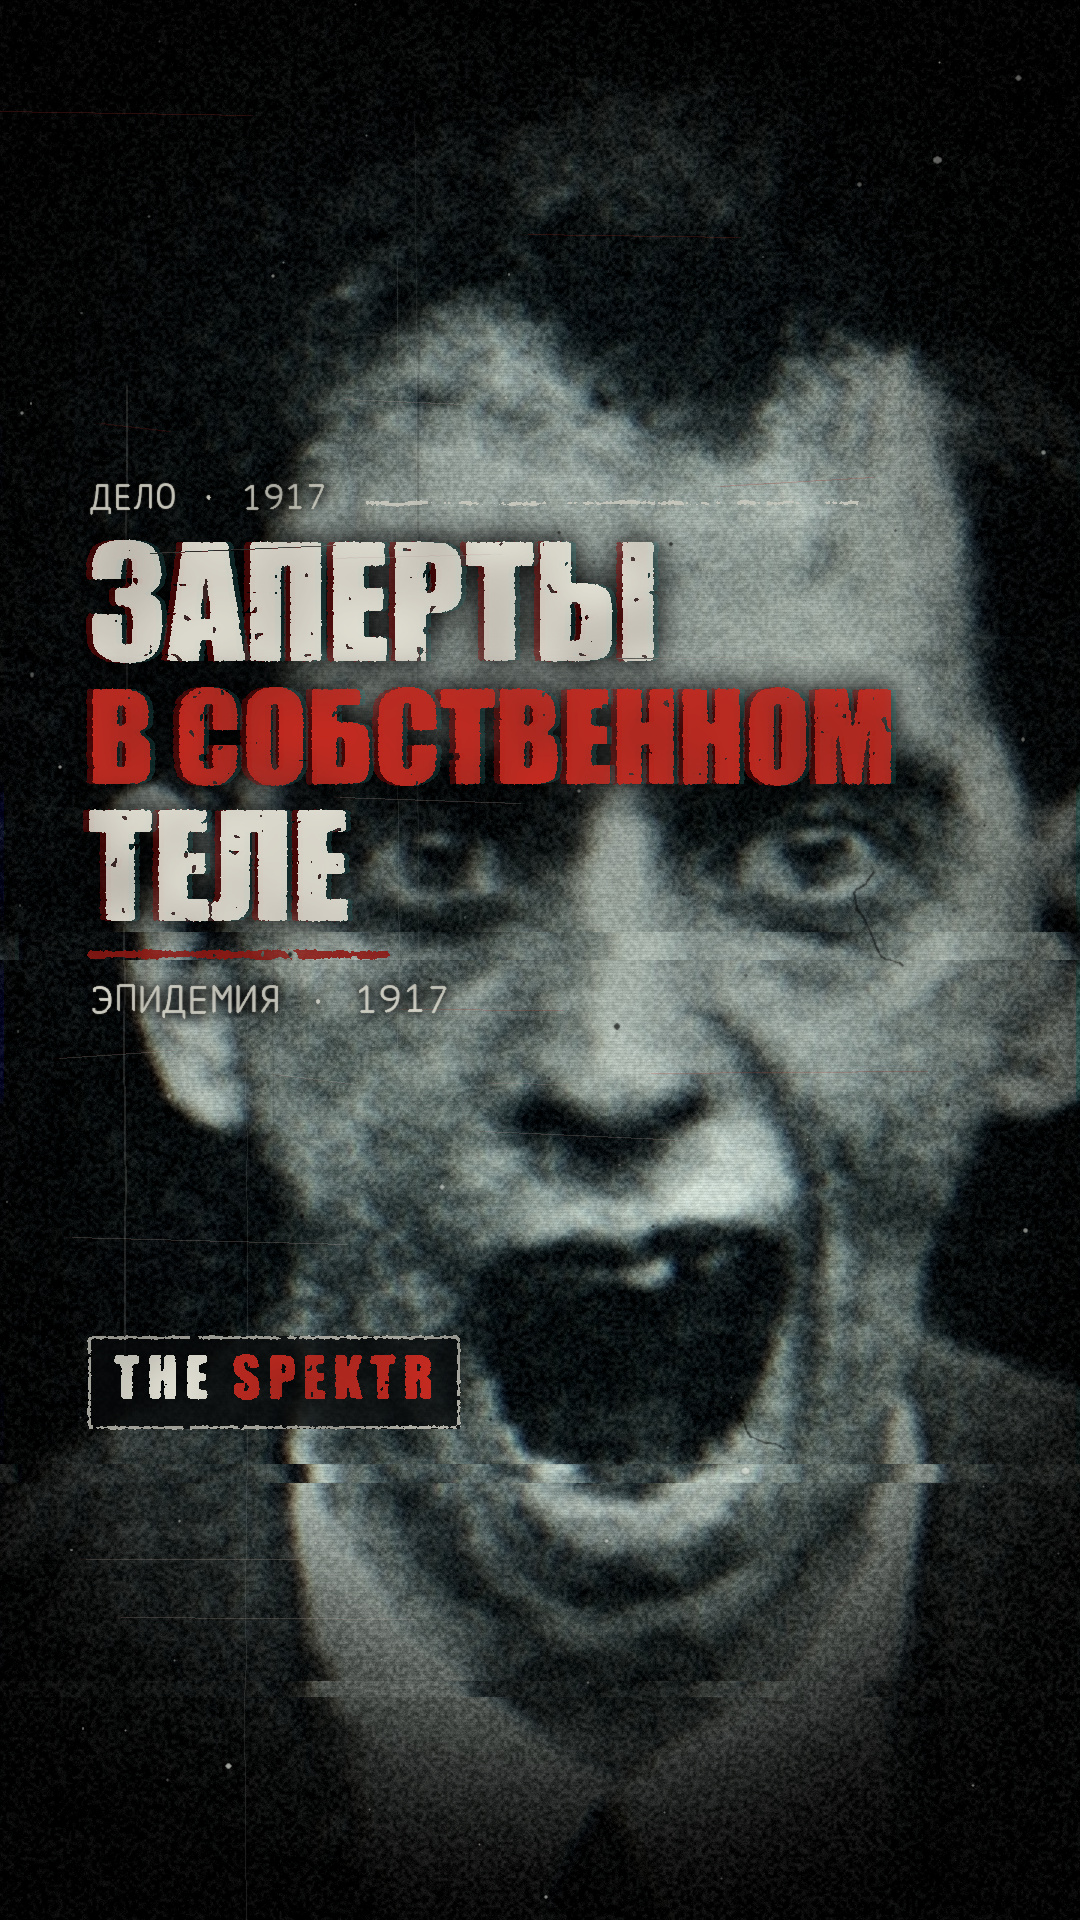 ДЕЛО · 1917
ЗАПЕРТЫ
В СОБСТВЕННОМ
ТЕЛЕ
ЭПИДЕМИЯ · 1917
THE SPEKTR